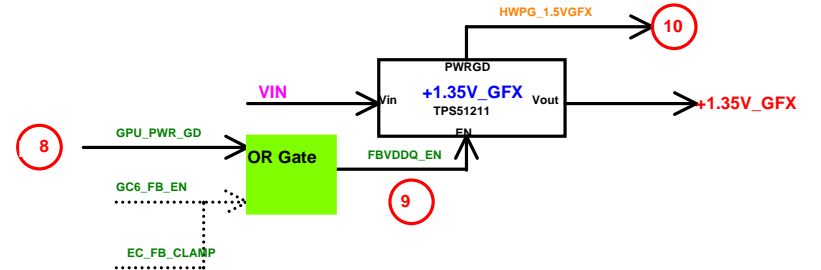 HWPG_1.5VGFX
10
PWRGD
VIN
Vin
+1.35V_GFX
Vout
+1.35V_GFX
TPS51211
EN
8
GPU_PWR_GD
OR Gate
FBVDDQ_EN
GC6_FB_EN
9
EC_FB_CLAMP